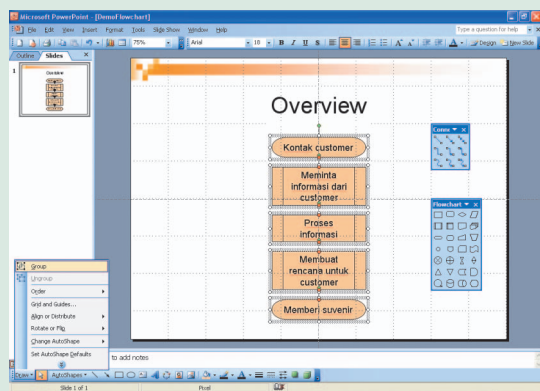 Microsoft PowerPoint - [DemoFlowchart]
File Edit View Insert Format Tools Slide Show Window Help
Type a question for help
75% Arial 18 B I U S Design New Slide
Outline Slides
1
Overview
Overview
Kontak customer
Meminta
informasi dari
customer
Proses
informasi
Membuat
rencana untuk
customer
Memberi suvenir
Conne
Flowchart
Group
Ungroup
Order
Grid and Guides...
Align or Distribute
Rotate or Flip
Change AutoShape
Set AutoShape Defaults
to add notes
Draw AutoShapes
Slide 1 of 1 Pixel